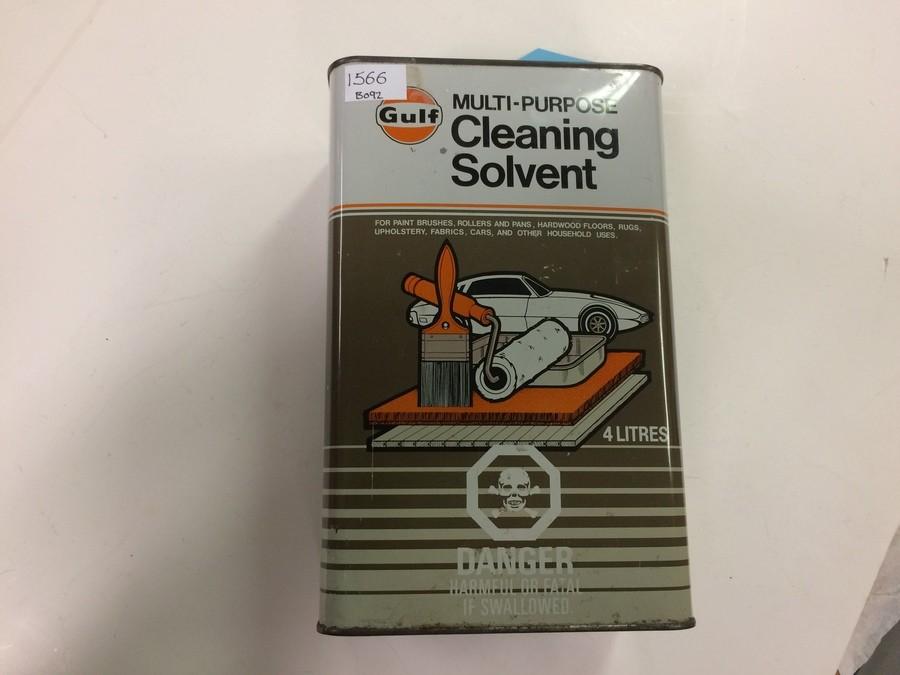 1566
B092
Gulf
MULTI-PURPOSE
Cleaning
Solvent
FOR PAINT BRUSHES, ROLLERS AND PANS, HARDWOOD FLOORS, RUGS,
UPHOLSTERY, FABRICS, CARS, AND OTHER HOUSEHOLD USES.
4 LITRES
DANGER
HARMFUL OR FATAL
IF SWALLOWED.